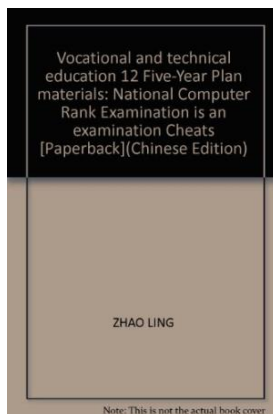 Vocational and technical
education 12 Five-Year Plan
materials: National Computer
Rank Examination is an
examination Cheats
[Paperback](Chinese Edition)
ZHAO LING
Note: This is not the actual book cover